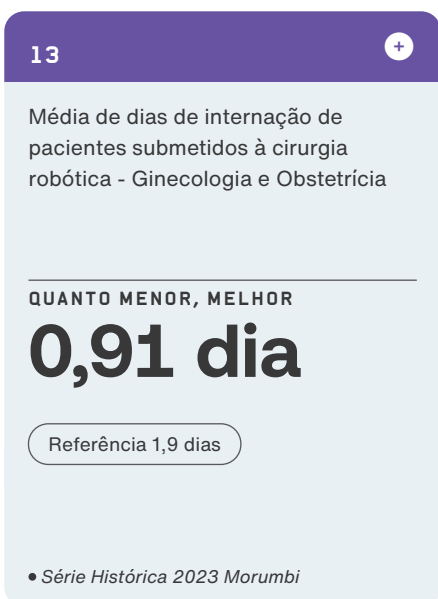 13
+
Média de dias de internação de
pacientes submetidos à cirurgia
robótica - Ginecologia e Obstetrícia
QUANTO MENOR, MELHOR
0,91 dia
Referência 1,9 dias
• Série Histórica 2023 Morumbi